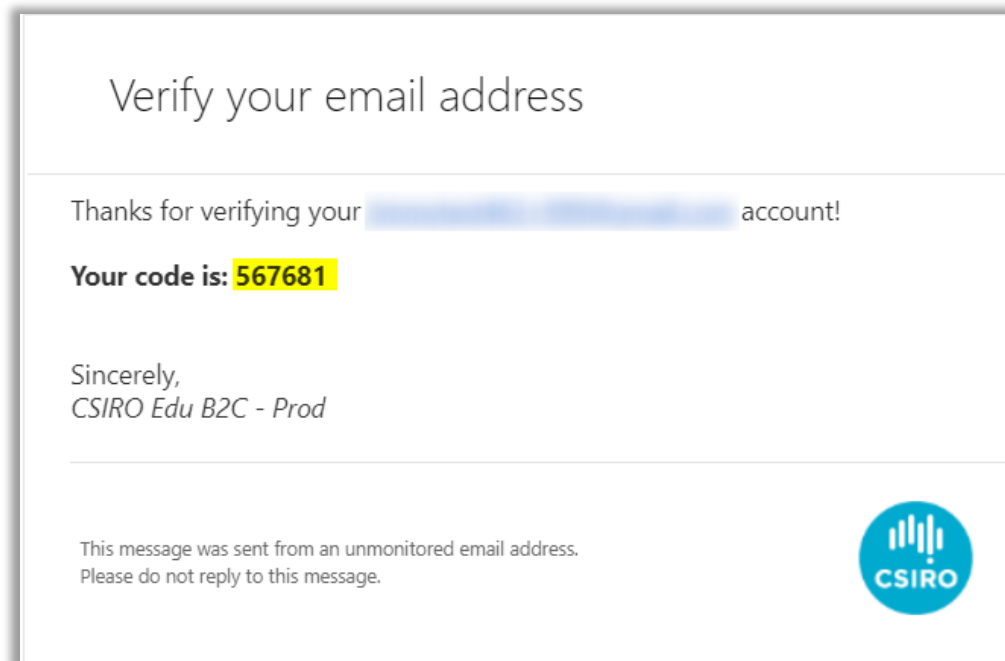 Verify your email address
Thanks for verifying your account!
Your code is: 567681
Sincerely,
CSIRO Edu B2C - Prod
This message was sent from an unmonitored email address.
Please do not reply to this message.
CSIRO